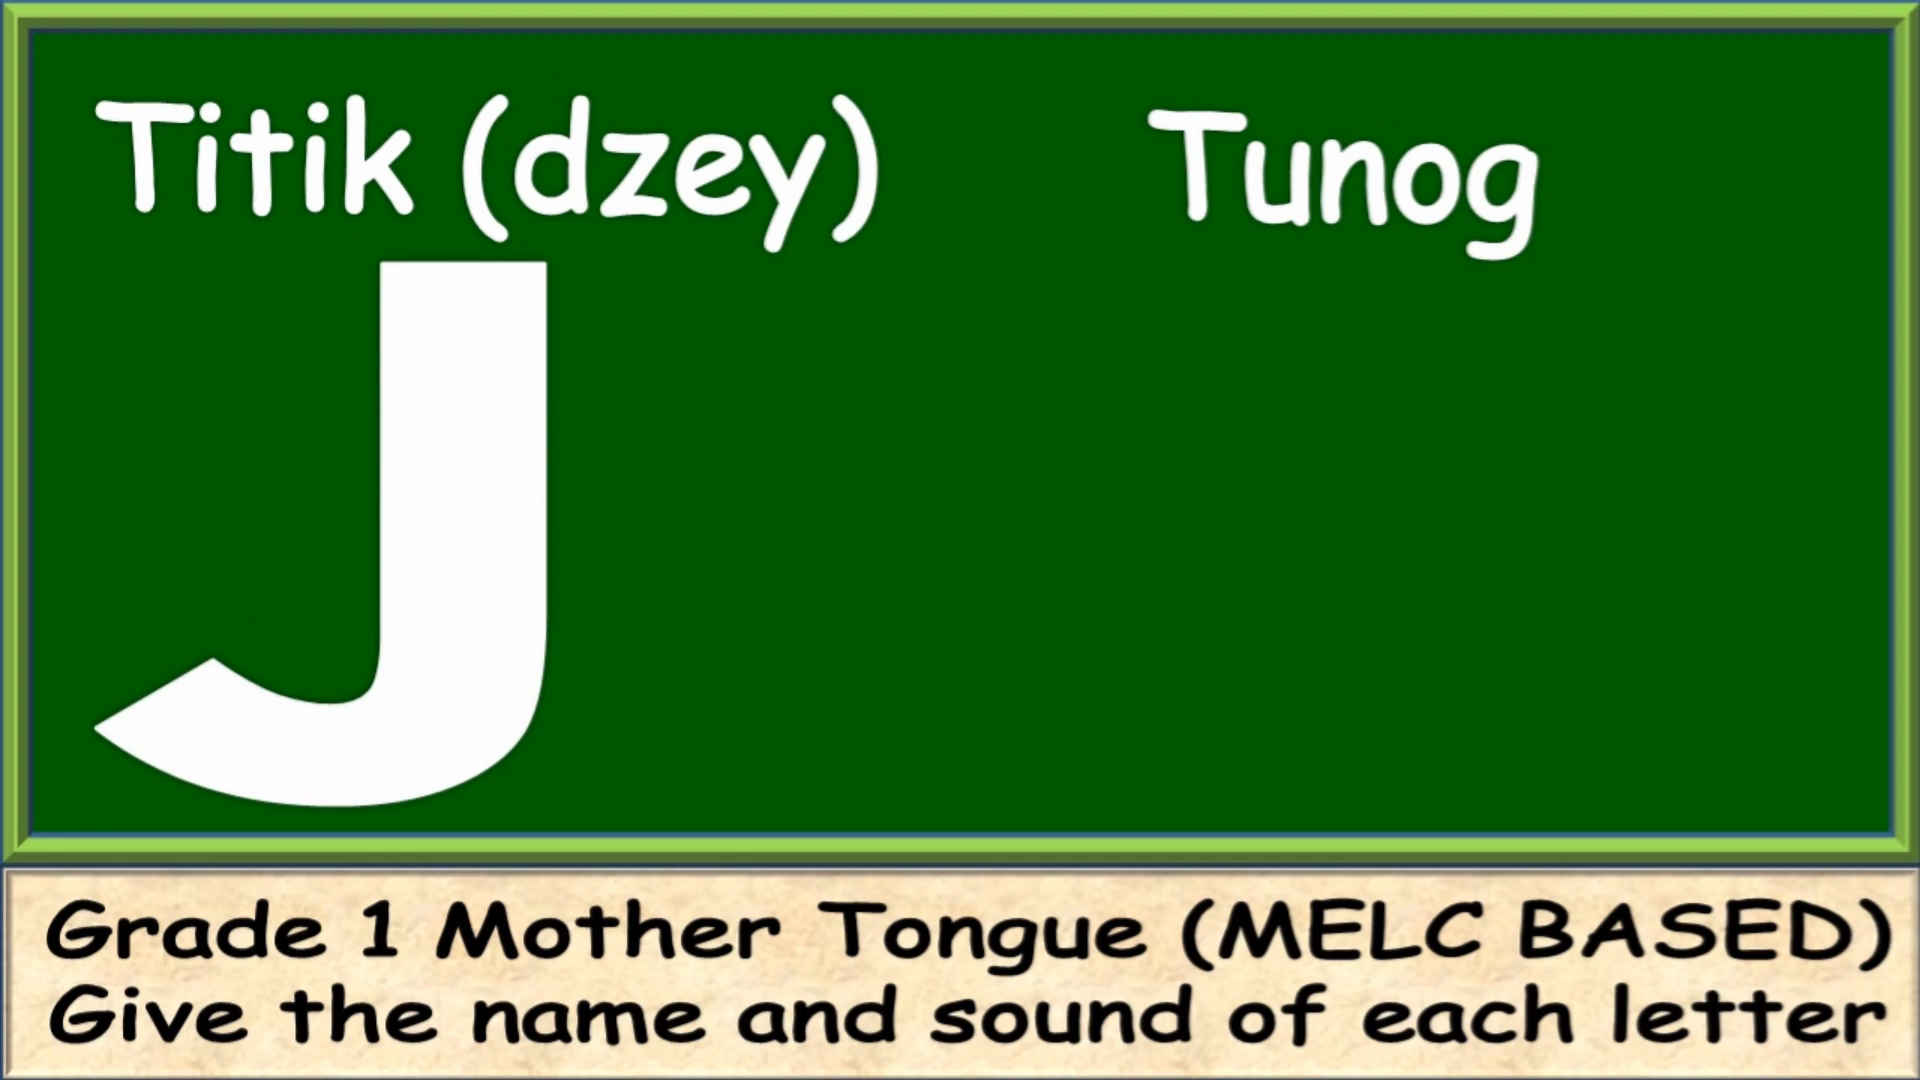 Titik (dzey) Tunog
J
Grade 1 Mother Tongue (MELC BASED)
Give the name and sound of each letter